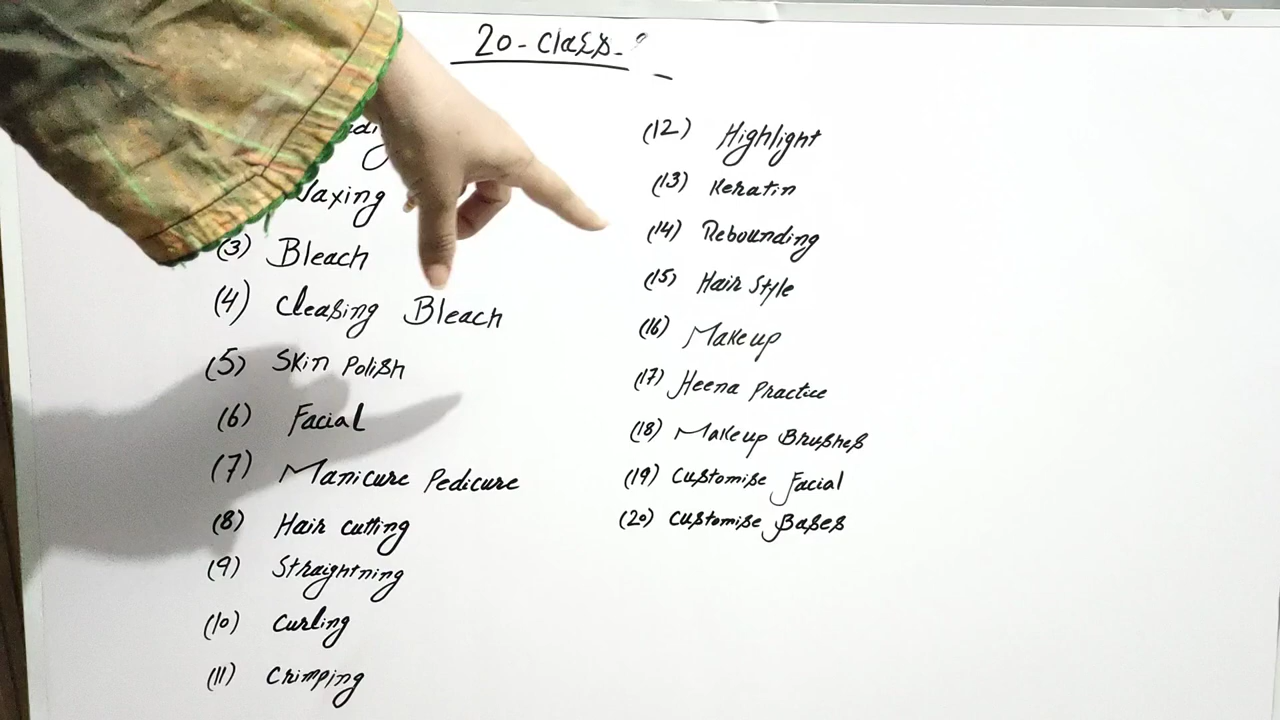 20-Class-
(3) Bleach
(4) Cleasing Bleach
(5) Skin Polish
(6) Facial
(7) Manicure Pedicure
(8) Hair cutting
(9) Straightning
(10) Curling
(11) Crimping
(12) Highlight
(13) Keratin
(14) Rebounding
(15) Hair Style
(16) Makeup
(17) Heena Practice
(18) Makeup Brushes
(19) Customise Facial
(20) Customise Bases